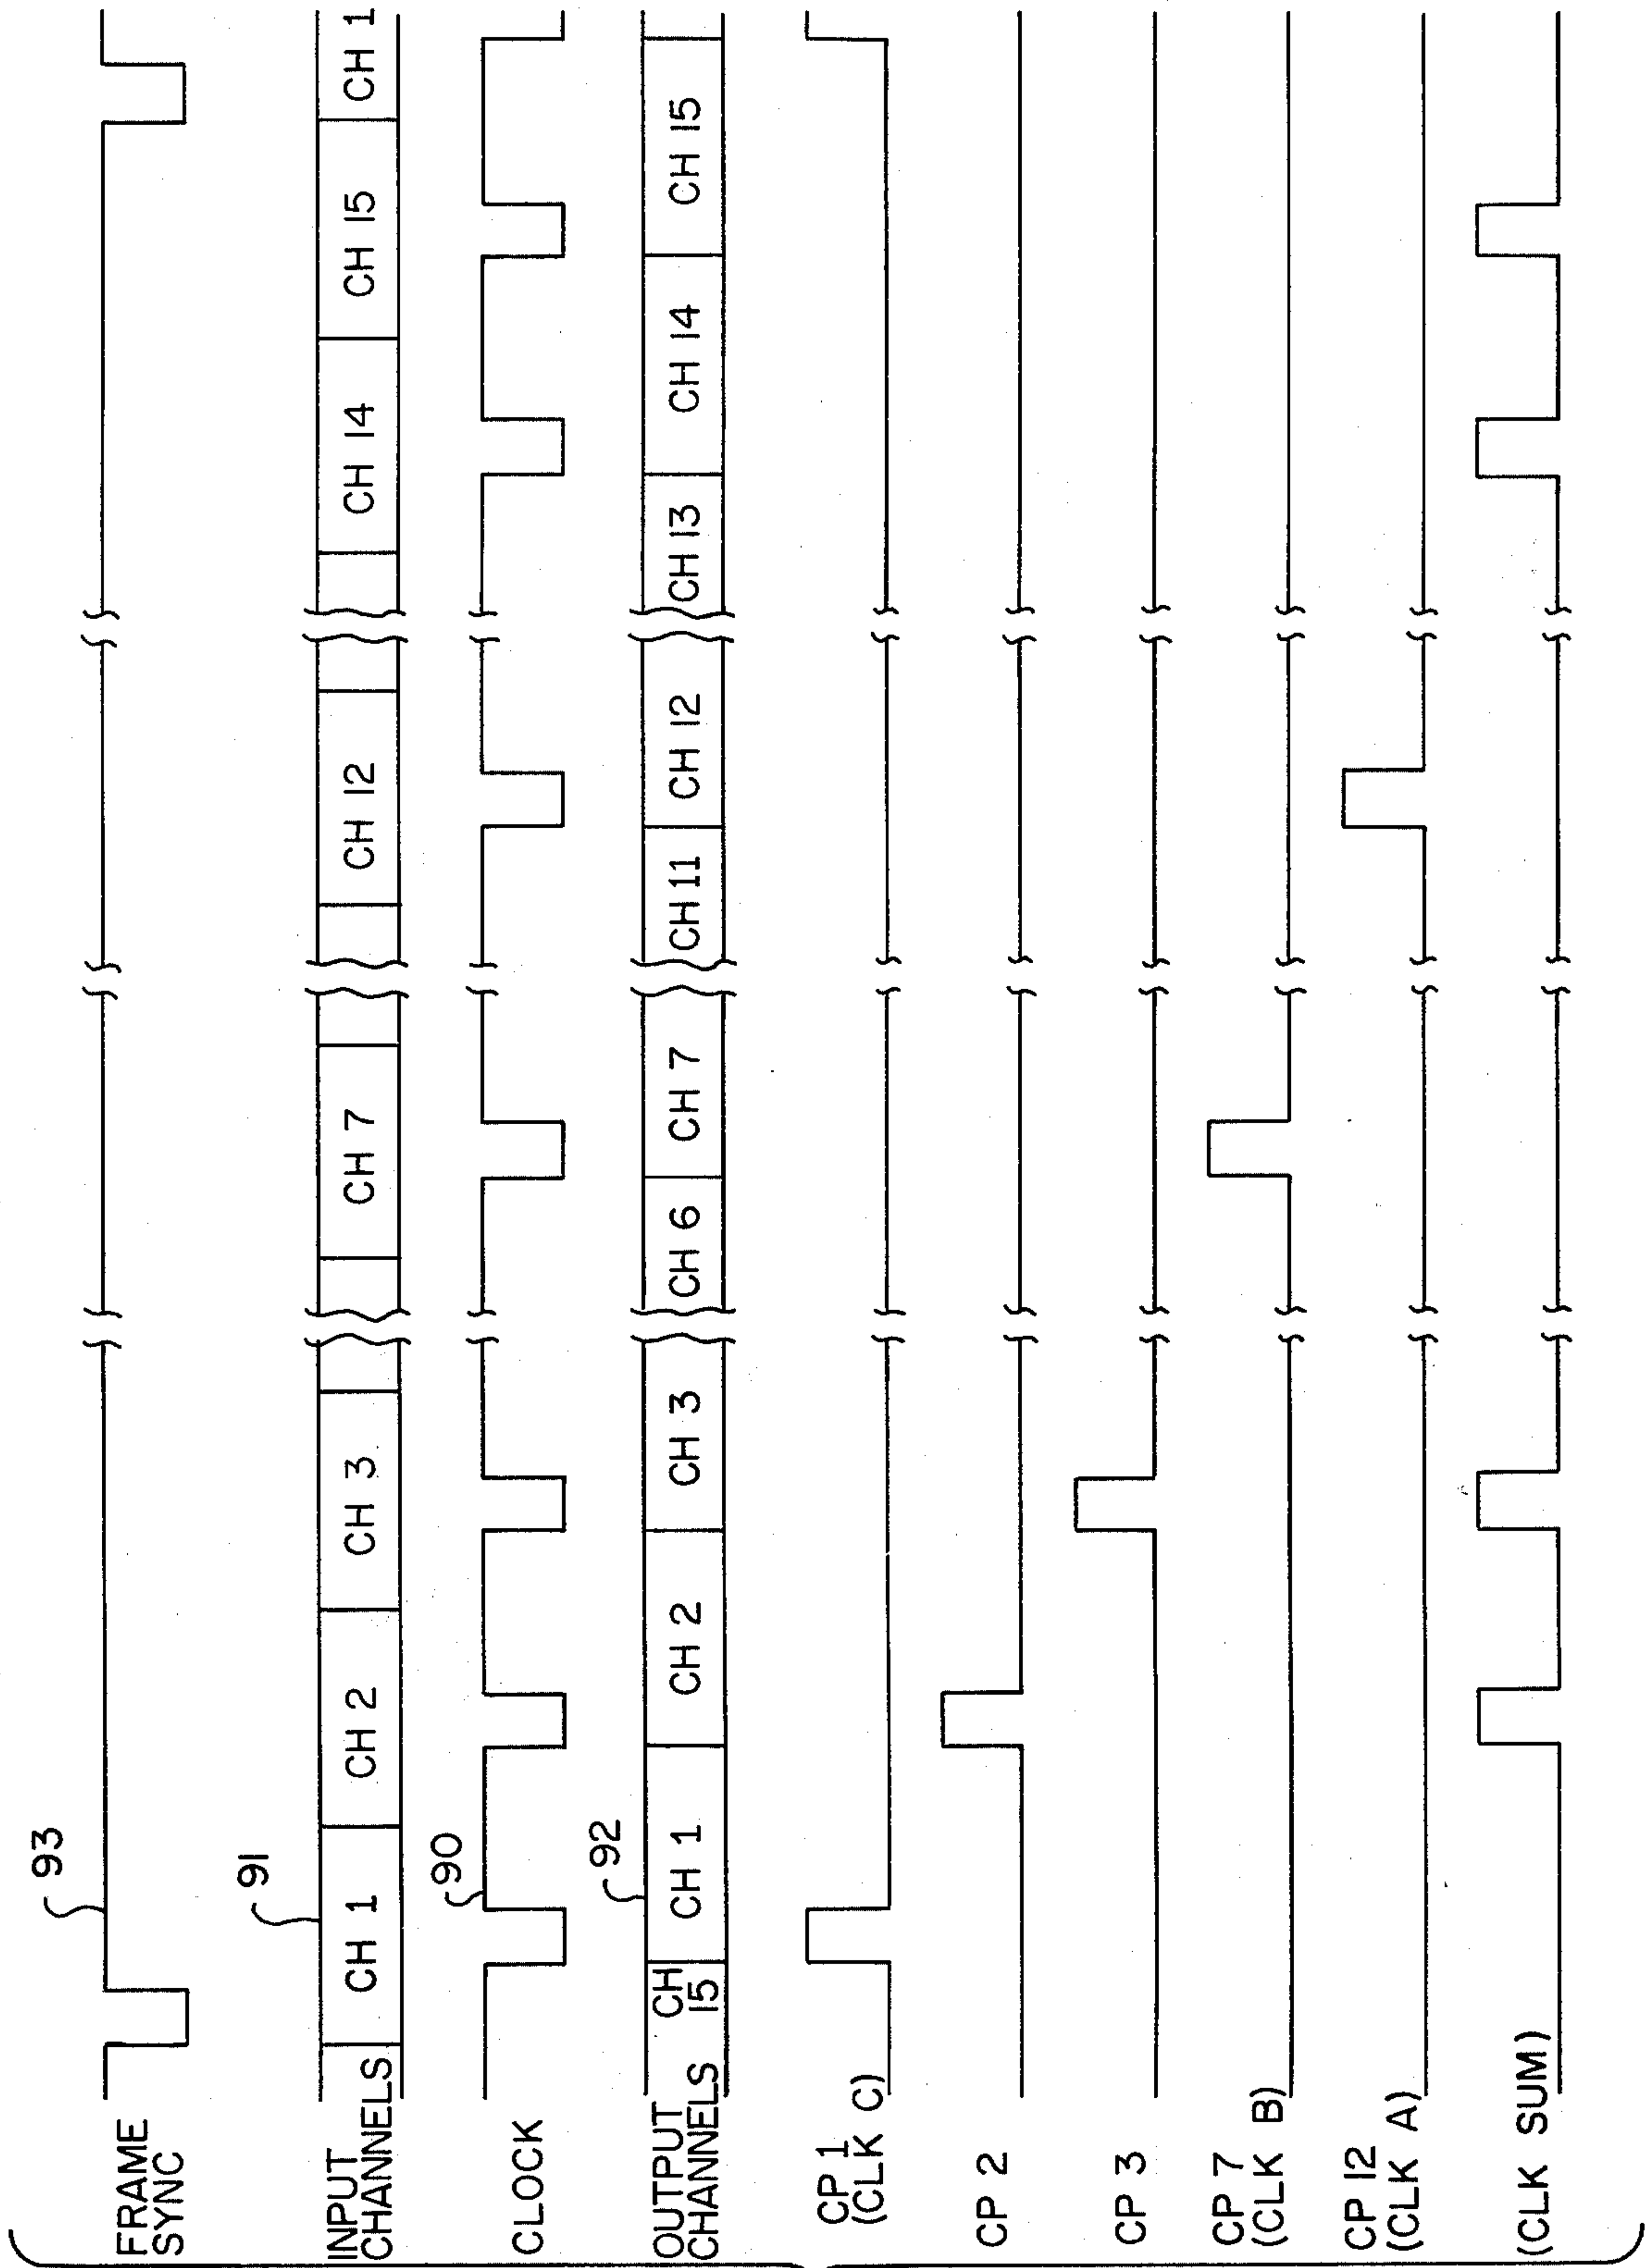 93
FRAME
SYNC
91
INPUT
CHANNELS
CH 1
CH 2
CH 3
CH 7
CH 12
CH 14
CH 15
CH 1
90
CLOCK
92
OUTPUT
CHANNELS
CH
15
CH 1
CH 2
CH 3
CH 6
CH 7
CH 11
CH 12
CH 13
CH 14
CH 15
CP 1
(CLK C)
CP 2
CP 3
CP 7
(CLK B)
CP 12
(CLK A)
(CLK SUM)